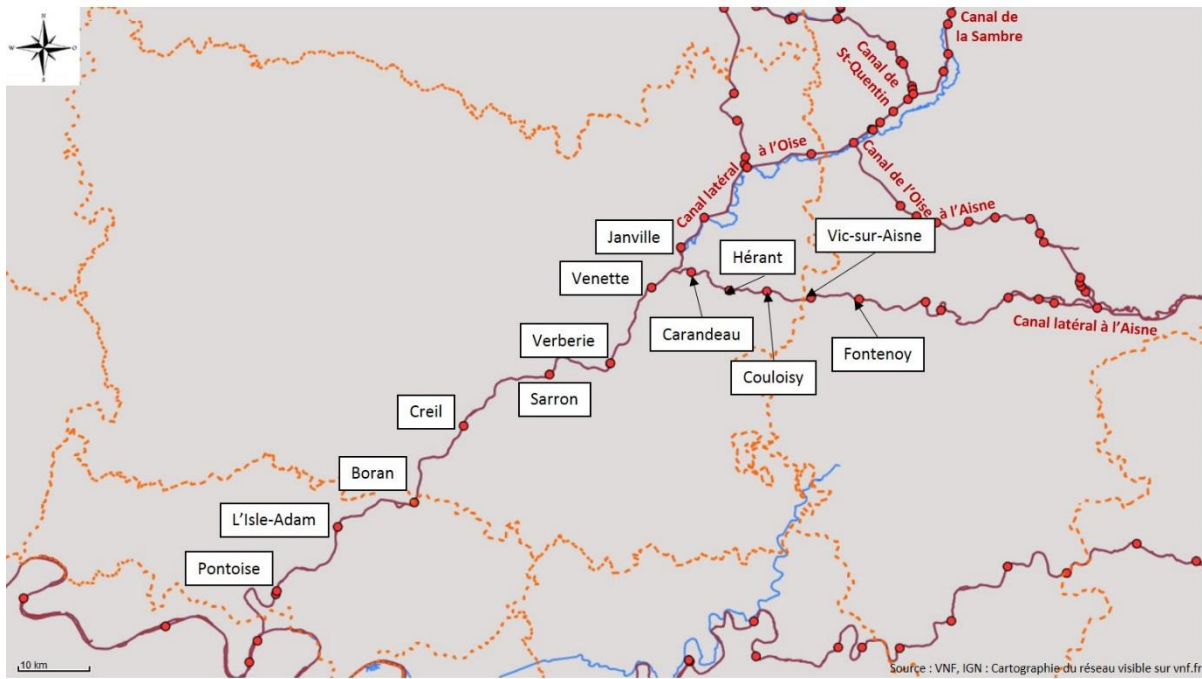 N
W
O
S
Canal de
la Sambre
Canal de
St-Quentin
à l'Oise
Canal latéral
Canal de l'Oise
à l'Aisne
Janville
Hérant
Vic-sur-Aisne
Venette
Carandeau
Verberie
Couloisy
Fontenoy
Canal latéral à l'Aisne
Sarron
Creil
Boran
L'Isle-Adam
Pontoise
10 km
Source : VNF, IGN : Cartographie du réseau visible sur vnf.fr